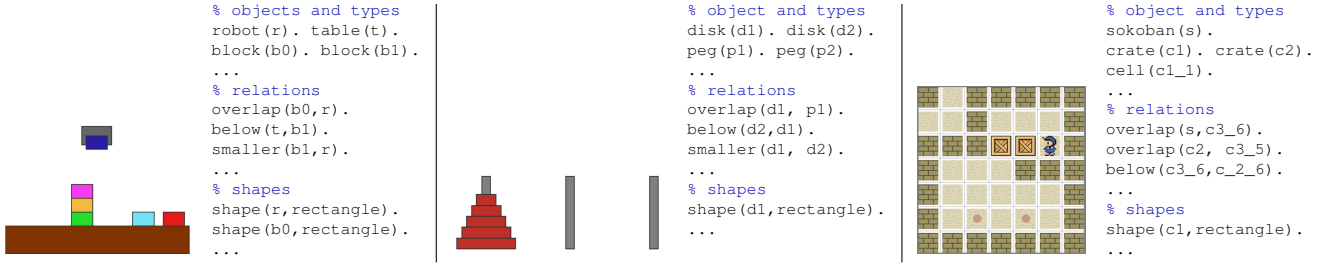 % objects and types
robot(r). table(t).
block(b0). block(b1).
...
% relations
overlap(b0,r).
below(t,b1).
smaller(b1,r).
...
% shapes
shape(r,rectangle).
shape(b0,rectangle).
...
% object and types
disk(d1). disk(d2).
peg(p1). peg(p2).
...
% relations
overlap(d1, p1).
below(d2,d1).
smaller(d1, d2).
...
% shapes
shape(d1,rectangle).
...
% object and types
sokoban(s).
crate(c1). crate(c2).
cell(c1_1).
...
% relations
overlap(s,c3_6).
overlap(c2, c3_5).
below(c3_6,c_2_6).
...
% shapes
shape(c1,rectangle).
...